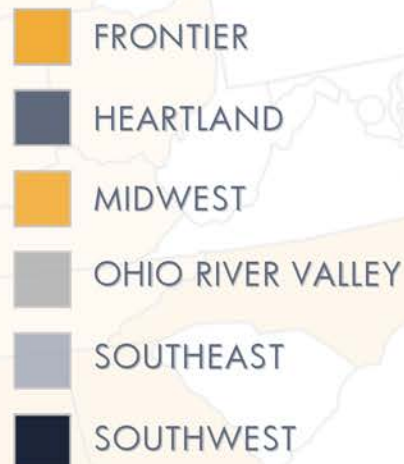 FRONTIER
HEARTLAND
MIDWEST
OHIO RIVER VALLEY
SOUTHEAST
SOUTHWEST